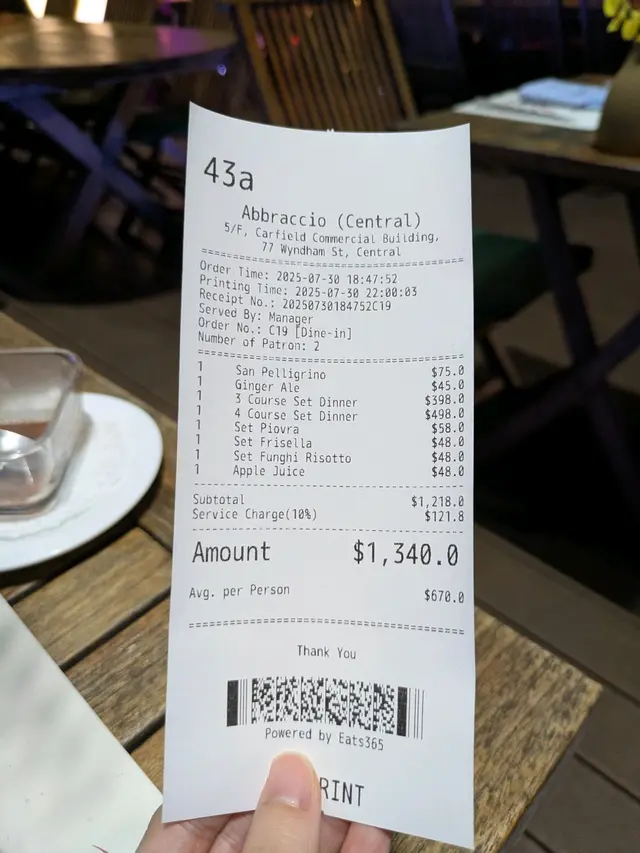 43a
Abbraccio (Central)
5/F, Carfield Commercial Building,
77 Wyndham St, Central
Order Time: 2025-07-30 18:47:52
Printing Time: 2025-07-30 22:00:03
Receipt No.: 20250730184752C19
Served By: Manager
Order No.: C19 [Dine-in]
Number of Patron: 2
1 San Pelligrino $75.0
1 Ginger Ale $45.0
1 3 Course Set Dinner $398.0
1 4 Course Set Dinner $498.0
1 Set Piovra $58.0
1 Set Frisella $48.0
1 Set Funghi Risotto $48.0
1 Apple Juice $48.0
Subtotal $1,218.0
Service Charge(10%) $121.8
Amount $1,340.0
Avg. per Person $670.0
Thank You
Powered by Eats365
RINT